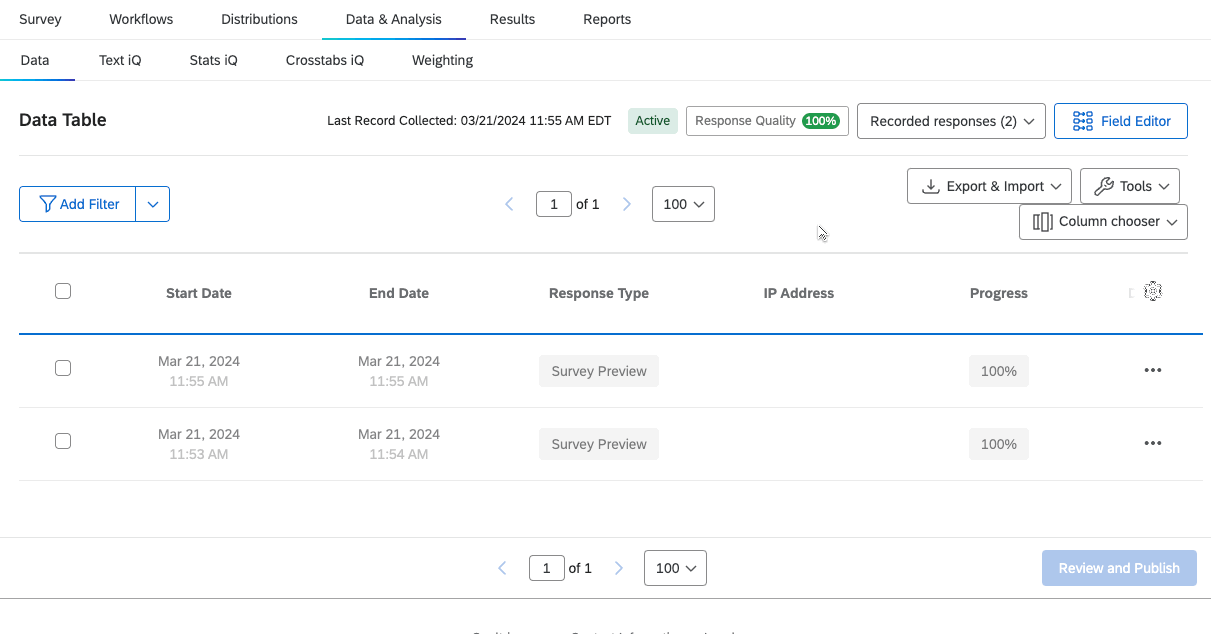 Survey Workflows Distributions Data & Analysis Results Reports
Data Text iQ Stats iQ Crosstabs iQ Weighting
Data Table Last Record Collected: 03/21/2024 11:55 AM EDT Active Response Quality 100% Recorded responses (2) Field Editor
Add Filter 1 of 1 100 Export & Import Tools
Column chooser
Start Date End Date Response Type IP Address Progress
Mar 21, 2024 Mar 21, 2024 Survey Preview 100%
11:55 AM 11:55 AM
Mar 21, 2024 Mar 21, 2024 Survey Preview 100%
11:53 AM 11:54 AM
1 of 1 100 Review and Publish